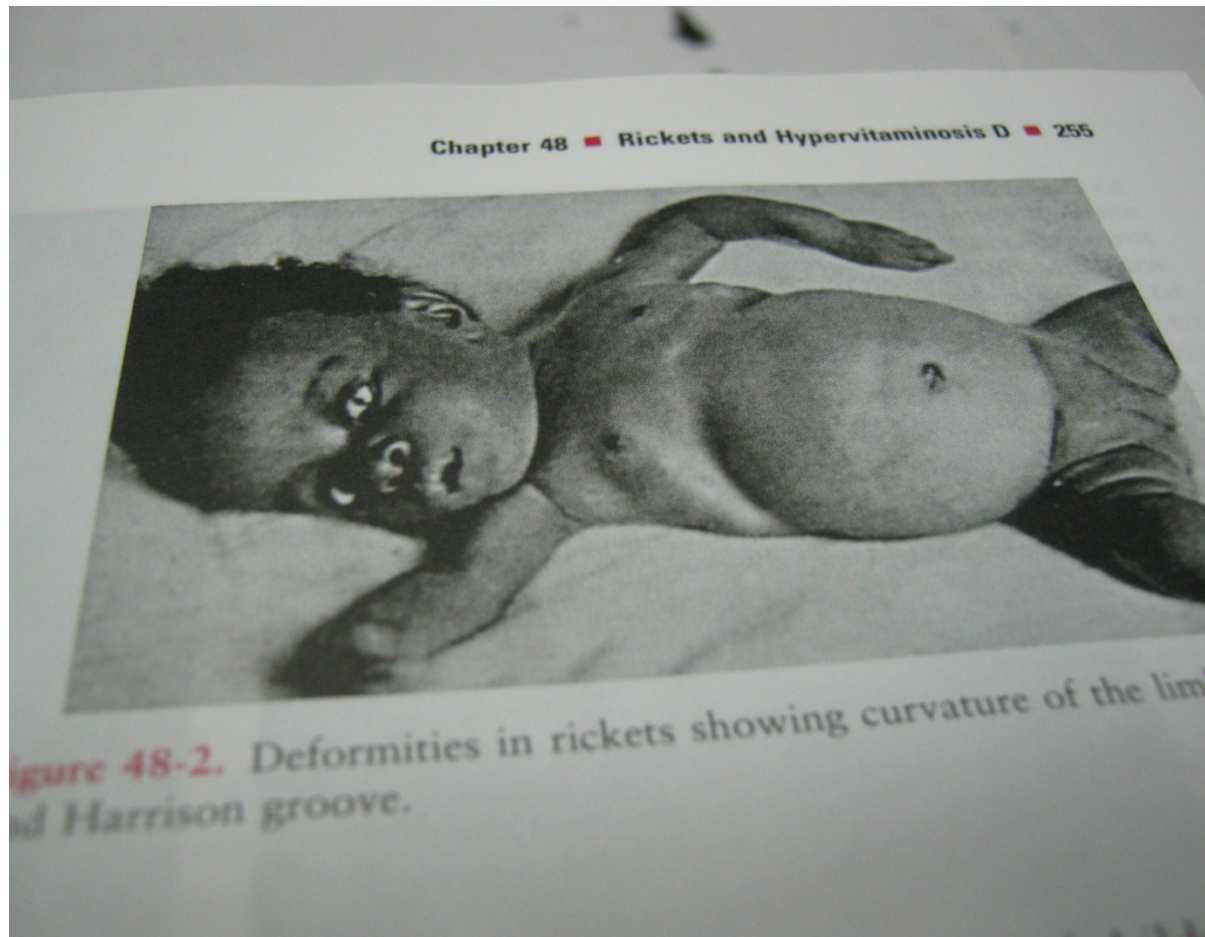 Chapter 48 ■ Rickets and Hypervitaminosis D ■ 255
igure 48-2. Deformities in rickets showing curvature of the lim
nd Harrison groove.